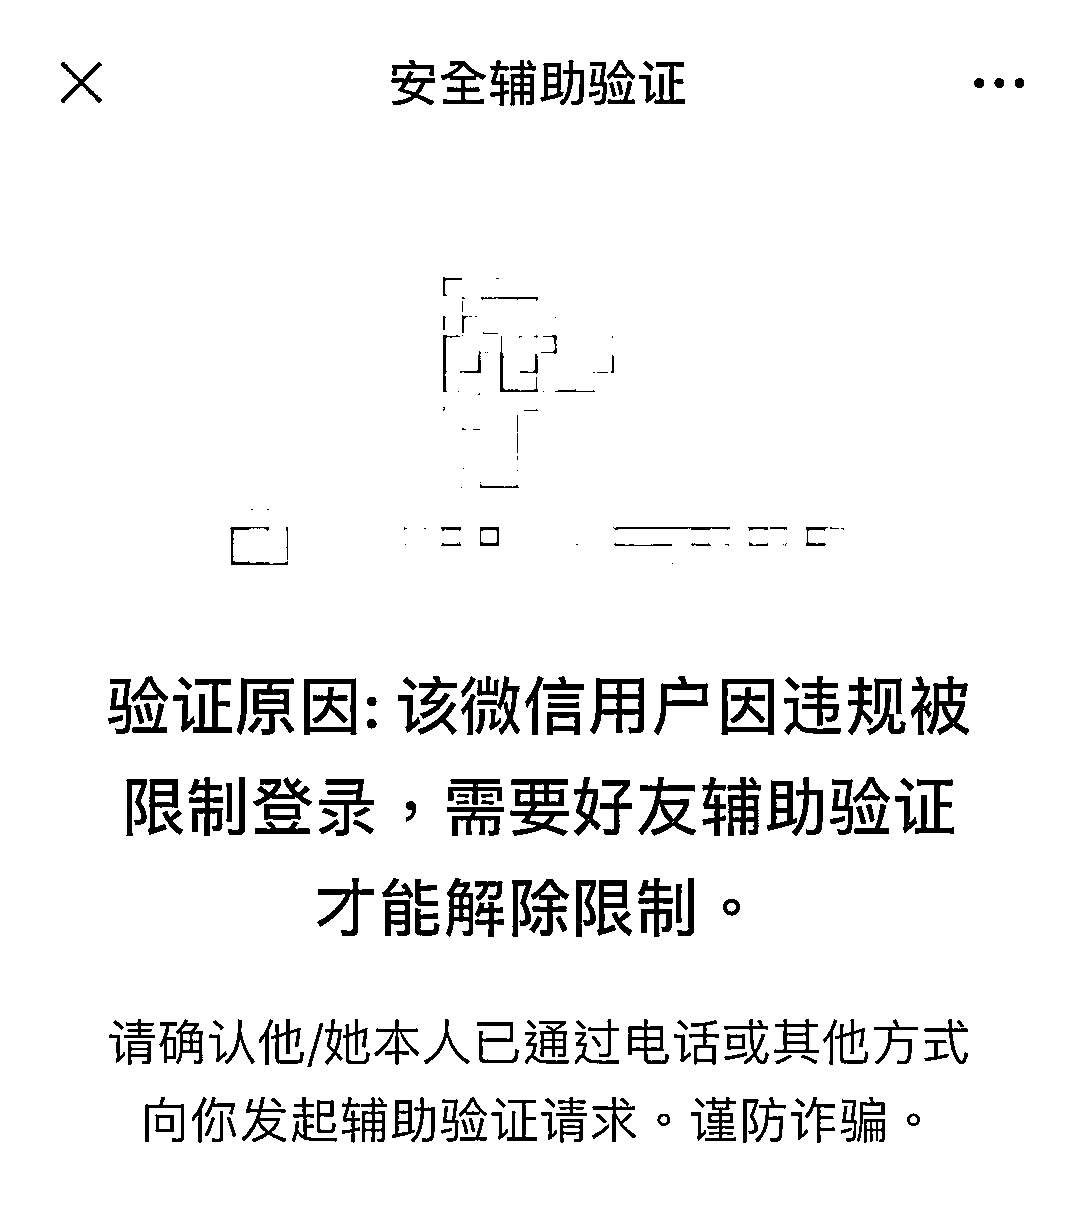 安全辅助验证
验证原因: 该微信用户因违规被
限制登录，需要好友辅助验证
才能解除限制。
请确认他/她本人已通过电话或其他方式
向你发起辅助验证请求。谨防诈骗。